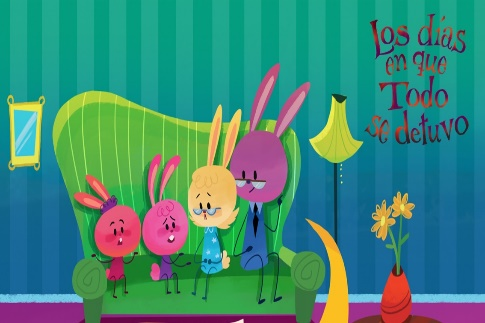 Los días
en que
Todo
se detuvo